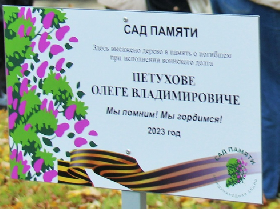 САД ПАМЯТИ
Здесь высажено дерево в память о погибшем
при исполнении воинского долга
ПЕТУХОВЕ
ОЛЕГЕ ВЛАДИМИРОВИЧЕ
Мы помним! Мы гордимся!
2023 год
САД ПАМЯТИ